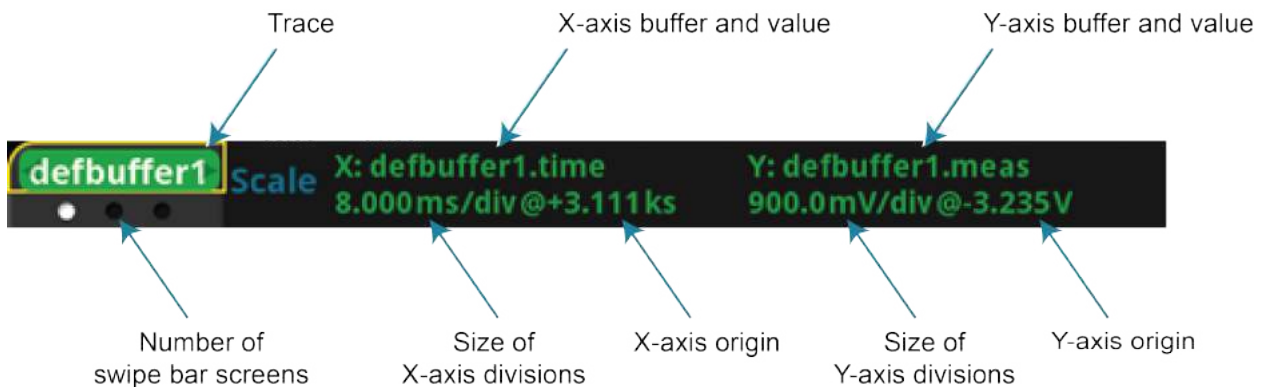 Trace
X-axis buffer and value
Y-axis buffer and value
defbuffer1
Scale
X: defbuffer1.time
Y: defbuffer1.meas
8.000ms/div@+3.111ks
900.0mV/div@-3.235V
Number of
swipe bar screens
Size of
X-axis divisions
X-axis origin
Size of
Y-axis divisions
Y-axis origin